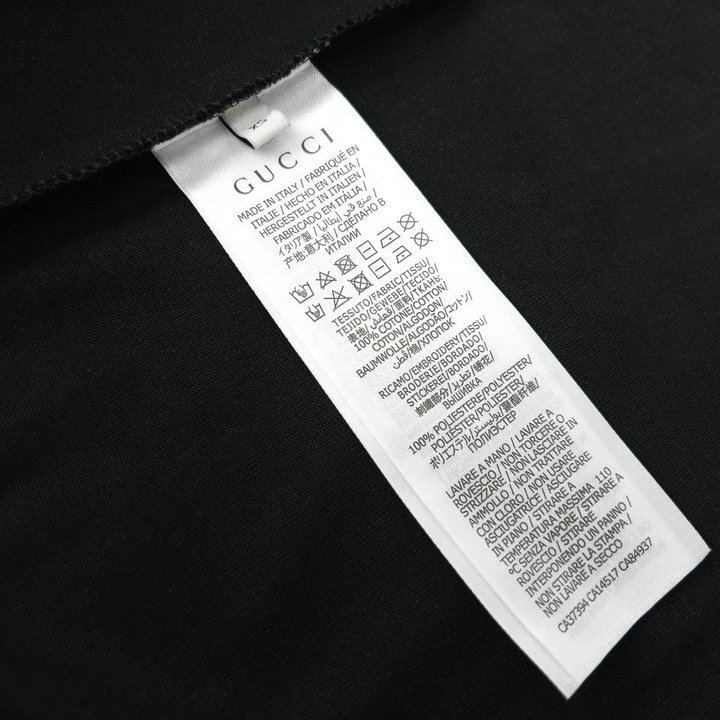 XS
GUCCI
MADE IN ITALY / FABRIQUÉ EN
ITALIE / HECHO EN ITALIA /
HERGESTELLT IN ITALIEN /
FABRICADO EM ITÁLIA /
イタリア製 / صنع في إيطاليا /
产地:意大利 / СДЕЛАНО В
ИТАЛИИ
TESSUTO/FABRIC/TISSU/
TEJIDO/GEWEBE/TECIDO/
表地/قماش/面料/ТКАНЬ:
100% COTONE/COTTON/
COTON/ALGODON/
BAUMWOLLE/ALGODÃO/コットン/
قطن/棉/ХЛОПОК
RICAMO/EMBROIDERY/TISSU/
BRODERIE/BORDADO/
STICKEREI/BORDADO/
刺繍部分/تطريز/绣花/
ВЫШИВКА
100% POLIESTERE/POLYESTER/
POLYESTER/POLIESTER/
ポリエステル/بوليستر/聚酯纤维/
ПОЛИЭСТЕР
LAVARE A MANO / LAVARE A
ROVESCIO / NON TORCERE O
STRIZZARE / NON LASCIARE IN
AMMOLLO / NON TRATTARE
CON CLORO / NON USARE
ASCIUGATRICE / ASCIUGARE
IN PIANO / STIRARE A
TEMPERATURA MASSIMA 110
°C SENZA VAPORE / STIRARE A
ROVESCIO / STIRARE
INTERPONENDO UN PANNO /
NON STIRARE LA STAMPA /
NON LAVARE A SECCO
CA37394 CA14517 CA84937